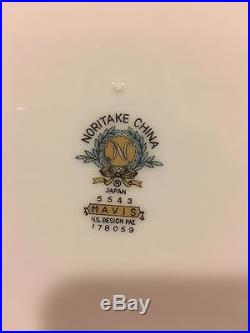 NORITAKE CHINA
N
®
JAPAN
5543
MAVIS
U.S. DESIGN PAT.
178059